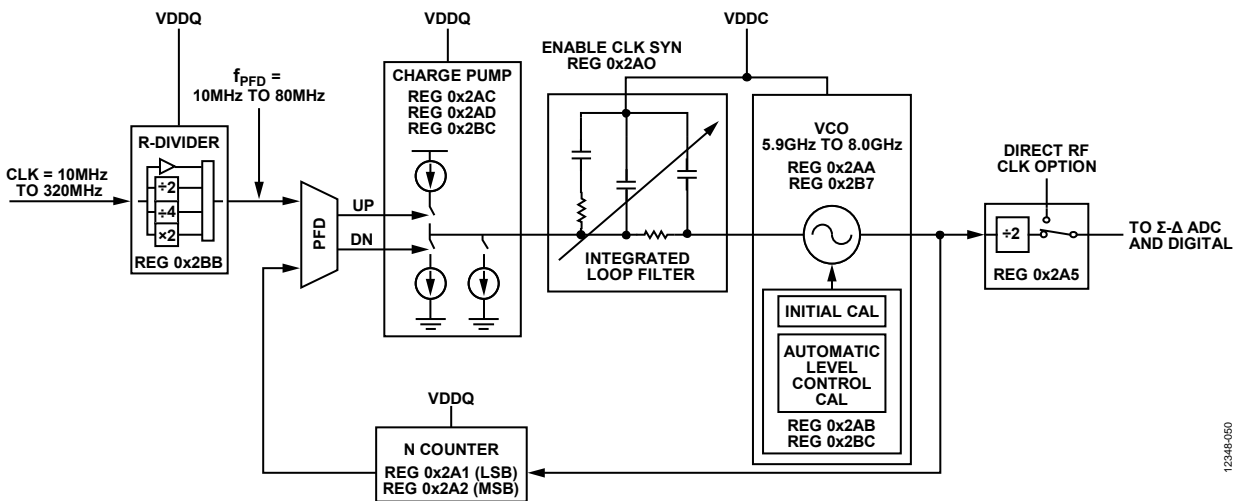 VDDQ
VDDQ
VDDC
ENABLE CLK SYN
REG 0x2AO
fPFD =
10MHz TO 80MHz
CHARGE PUMP
REG 0x2AC
REG 0x2AD
REG 0x2BC
R-DIVIDER
÷2
÷4
×2
REG 0x2BB
CLK = 10MHz
TO 320MHz
PFD
UP
DN
INTEGRATED
LOOP FILTER
VCO
5.9GHz TO 8.0GHz
REG 0x2AA
REG 0x2B7
INITIAL CAL
AUTOMATIC
LEVEL
CONTROL
CAL
REG 0x2AB
REG 0x2BC
DIRECT RF
CLK OPTION
÷2
REG 0x2A5
TO Σ-Δ ADC
AND DIGITAL
VDDQ
N COUNTER
REG 0x2A1 (LSB)
REG 0x2A2 (MSB)
12348-050